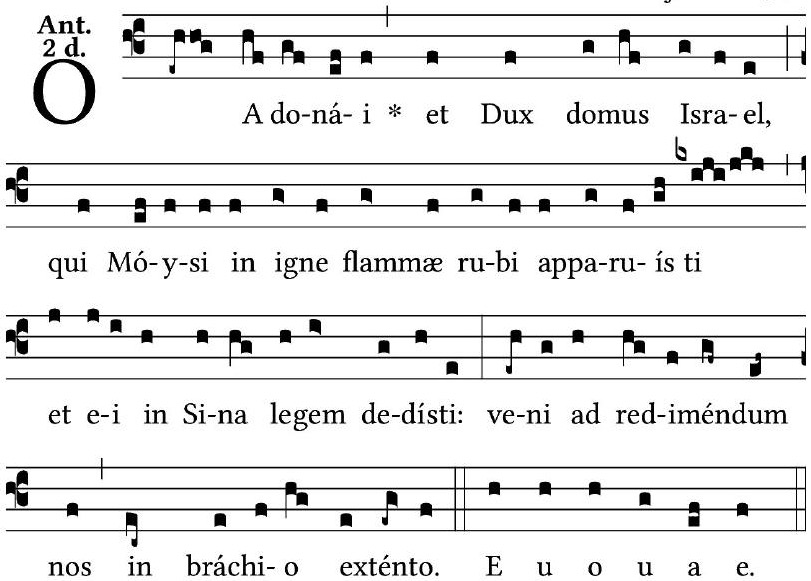 Ant.
2 d.
O A do-ná-i * et Dux domus Isra-el,
qui Mó-y-si in igne flammæ ru-bi appa-ru-ís ti
et e-i in Si-na legem de-dísti: ve-ni ad red-iméndum
nos in bráchi-o exténto. E u o u a e.